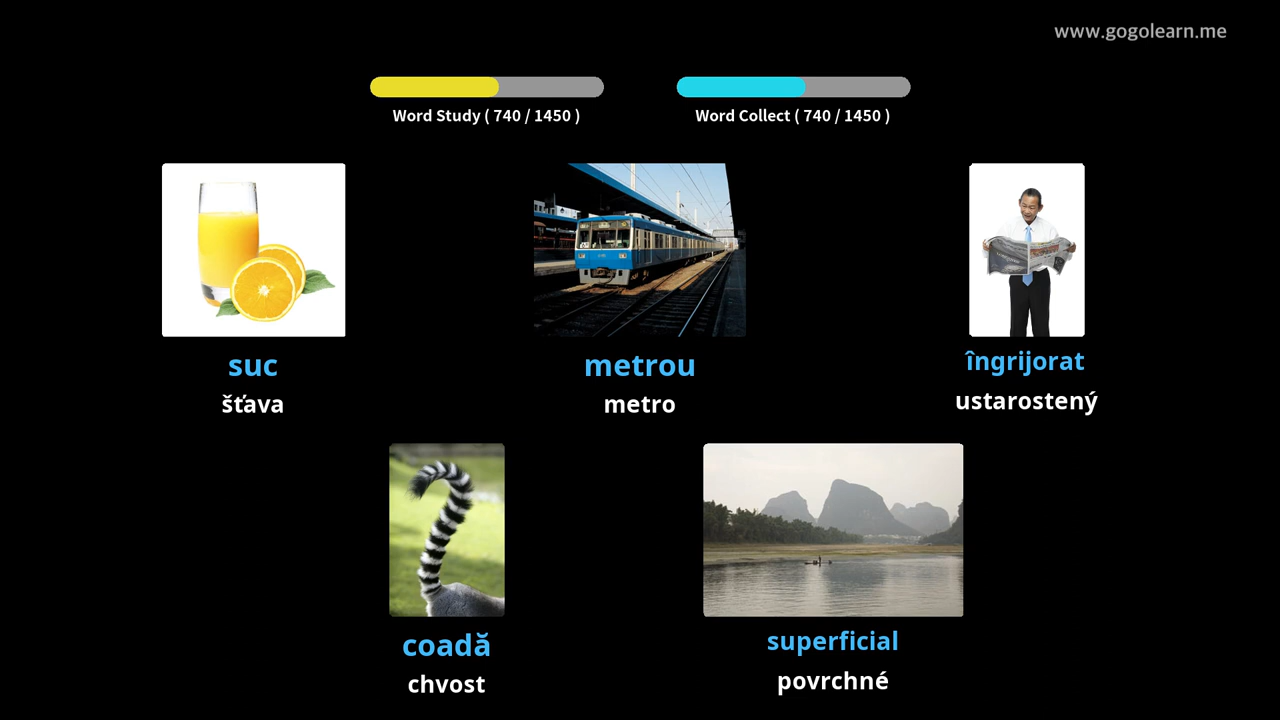 www.gogolearn.me
Word Study ( 740 / 1450 )
Word Collect ( 740 / 1450 )
suc
šťava
metrou
metro
îngrijorat
ustarostený
coadă
chvost
superficial
povrchné